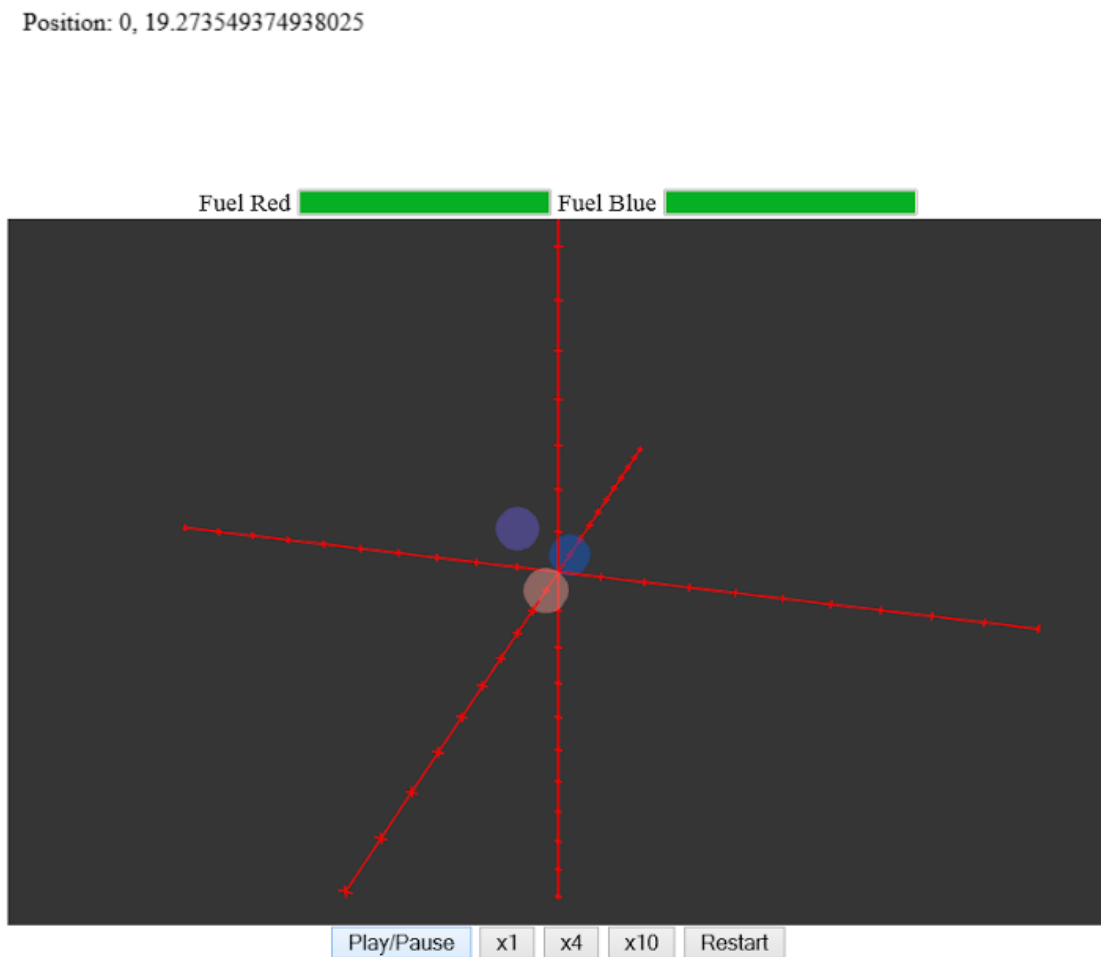 Position: 0, 19.273549374938025
Fuel Red Fuel Blue
Play/Pause x1 x4 x10 Restart